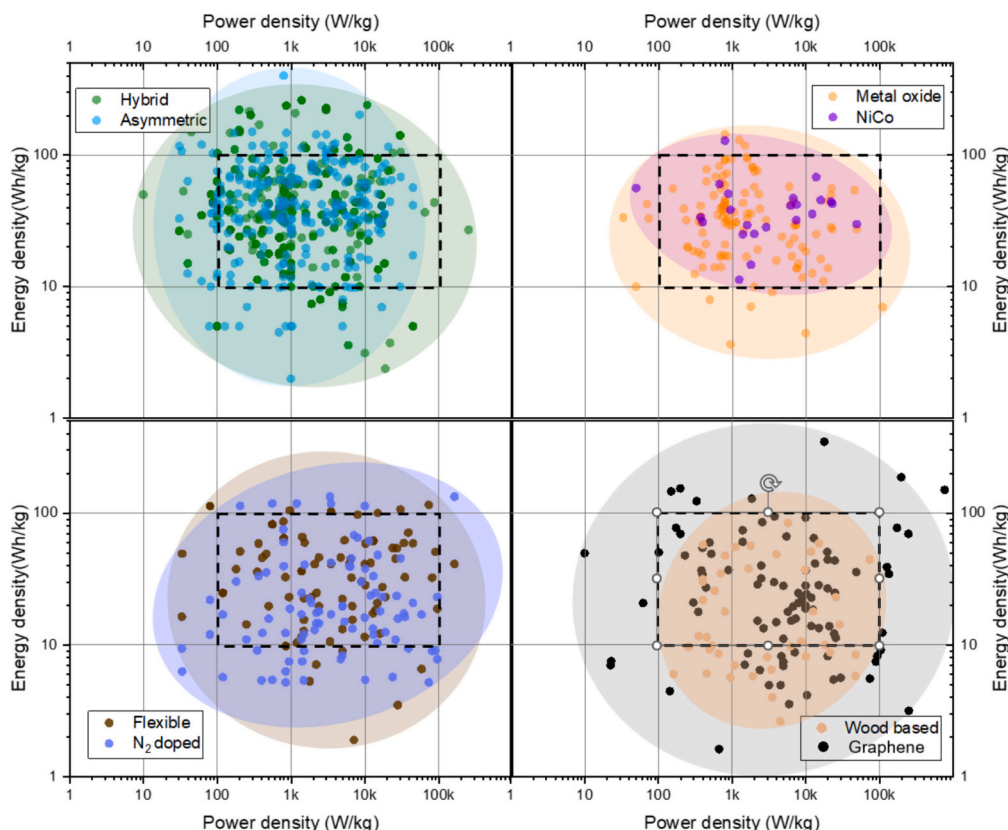 Power density (W/kg) Power density (W/kg)
1 10 100 1k 10k 100k 1 10 100 1k 10k 100k
Hybrid
Asymmetric
Metal oxide
NiCo
100 100
10 10
1 1
Energy density(Wh/kg) Energy density(Wh/kg)
100 100
10 10
1 1
Energy density(Wh/kg) Energy density(Wh/kg)
Flexible
N₂ doped
Wood based
Graphene
1 10 100 1k 10k 100k 1 10 100 1k 10k 100k
Power density (W/kg) Power density (W/kg)